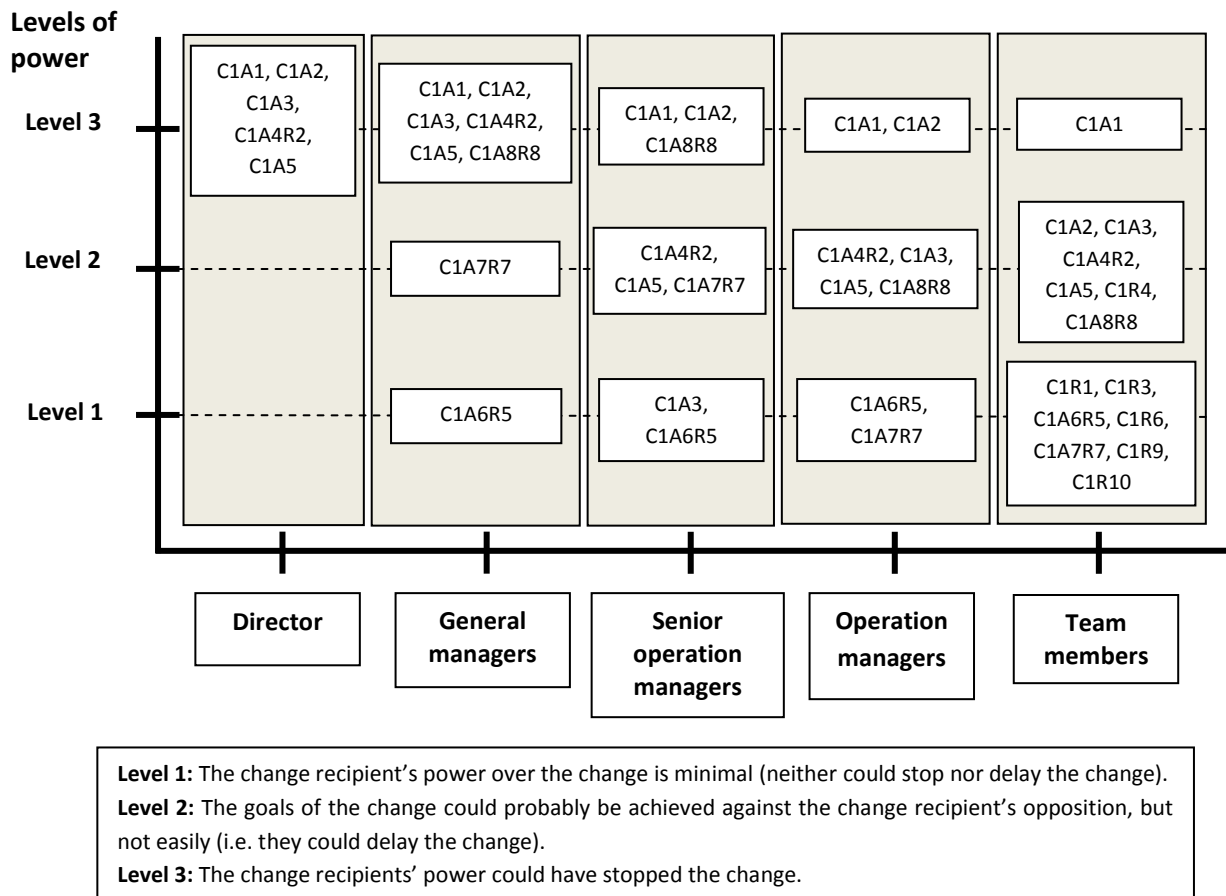 Levels of
power
Level 3
C1A1, C1A2,
C1A3,
C1A4R2,
C1A5
C1A1, C1A2,
C1A3, C1A4R2,
C1A5, C1A8R8
C1A1, C1A2,
C1A8R8
C1A1, C1A2
C1A1
Level 2
C1A7R7
C1A4R2,
C1A5, C1A7R7
C1A4R2, C1A3,
C1A5, C1A8R8
C1A2, C1A3,
C1A4R2,
C1A5, C1R4,
C1A8R8
Level 1
C1A6R5
C1A3,
C1A6R5
C1A6R5,
C1A7R7
C1R1, C1R3,
C1A6R5, C1R6,
C1A7R7, C1R9,
C1R10
Director
General
managers
Senior
operation
managers
Operation
managers
Team
members
Level 1: The change recipient’s power over the change is minimal (neither could stop nor delay the change).
Level 2: The goals of the change could probably be achieved against the change recipient’s opposition, but
not easily (i.e. they could delay the change).
Level 3: The change recipients’ power could have stopped the change.